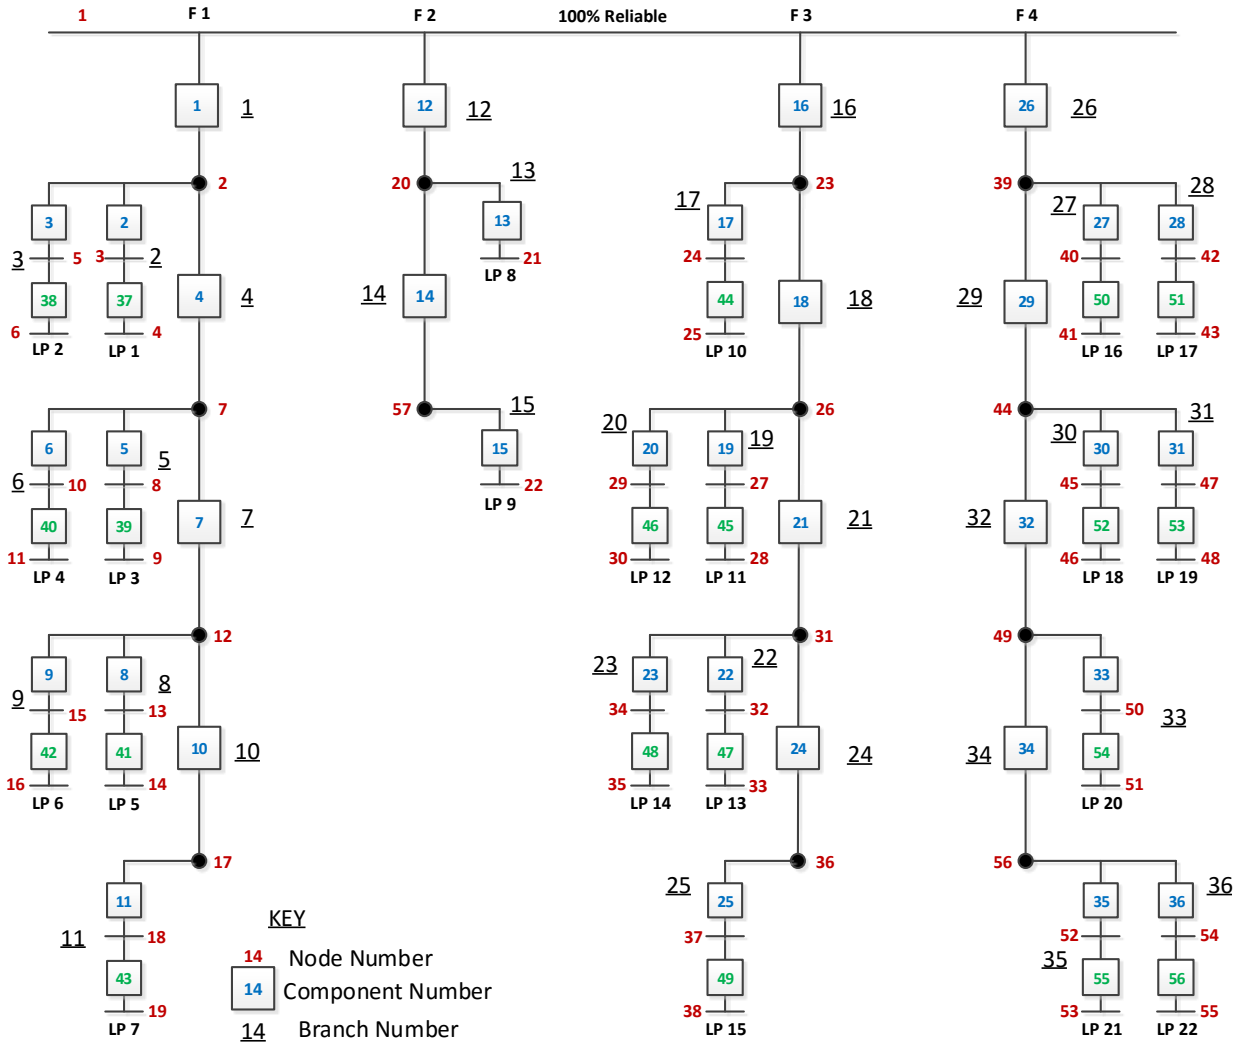 1 F 1 F 2 100% Reliable F 3 F 4
1 1 12 12 16 16 26 26
2 20 13 23 39 28
3 2 13 17 17 27 27 28
3 5 3 2 21 24 40 42
LP 8
38 37 4 4 14 14 44 18 18 29 29 50 51
6 4 25 41 43
LP 2 LP 1 LP 10 LP 16 LP 17
7 57 15 26 44 31
6 5 5 15 20 20 19 19 30 30 31
6 10 8 22 29 27 45 47
LP 9
40 39 7 7 46 45 21 21 32 32 52 53
11 9 30 28 46 48
LP 4 LP 3 LP 12 LP 11 LP 18 LP 19
12 31 49
9 8 8 23 23 22 22 33
9 15 13 34 32 50 33
42 41 10 10 48 47 24 24 34 34 54
16 14 35 33 51
LP 6 LP 5 LP 14 LP 13 LP 20
17 36 56
11 25 25 35 36 36
KEY
11 18 37 52 54
14 Node Number
43 49 35 55 56
14 Component Number
19 38 53 55
14 Branch Number
LP 7 LP 15 LP 21 LP 22